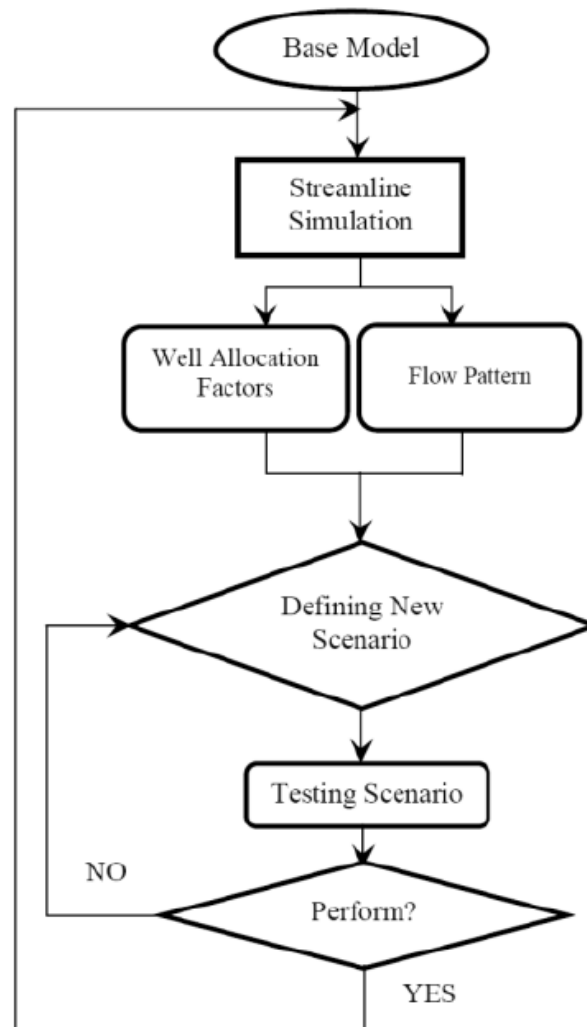 Base Model
Streamline
Simulation
Well Allocation
Factors
Flow Pattern
Defining New
Scenario
Testing Scenario
NO
Perform?
YES